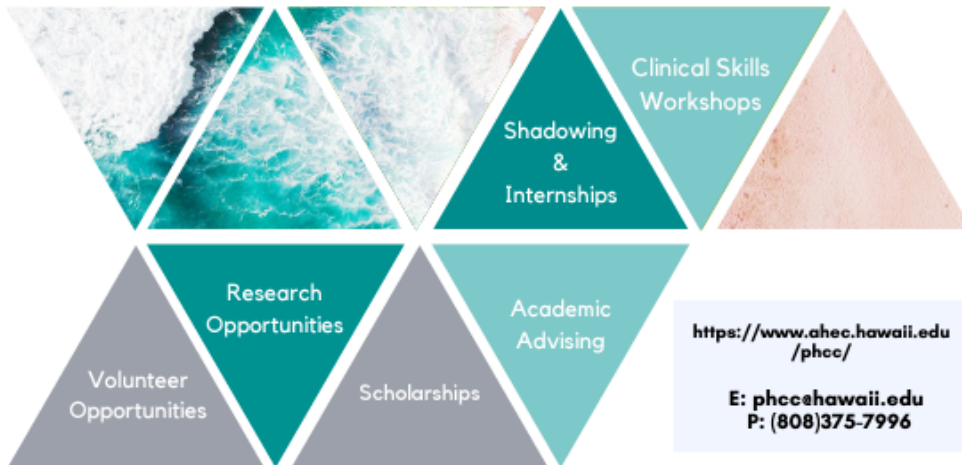 Clinical Skills
Workshops
Shadowing
&
Internships
Research
Opportunities
Academic
Advising
Volunteer
Opportunities
Scholarships
https://www.ahec.hawaii.edu
/phcc/
E: phcc@hawaii.edu
P: (808)375-7996